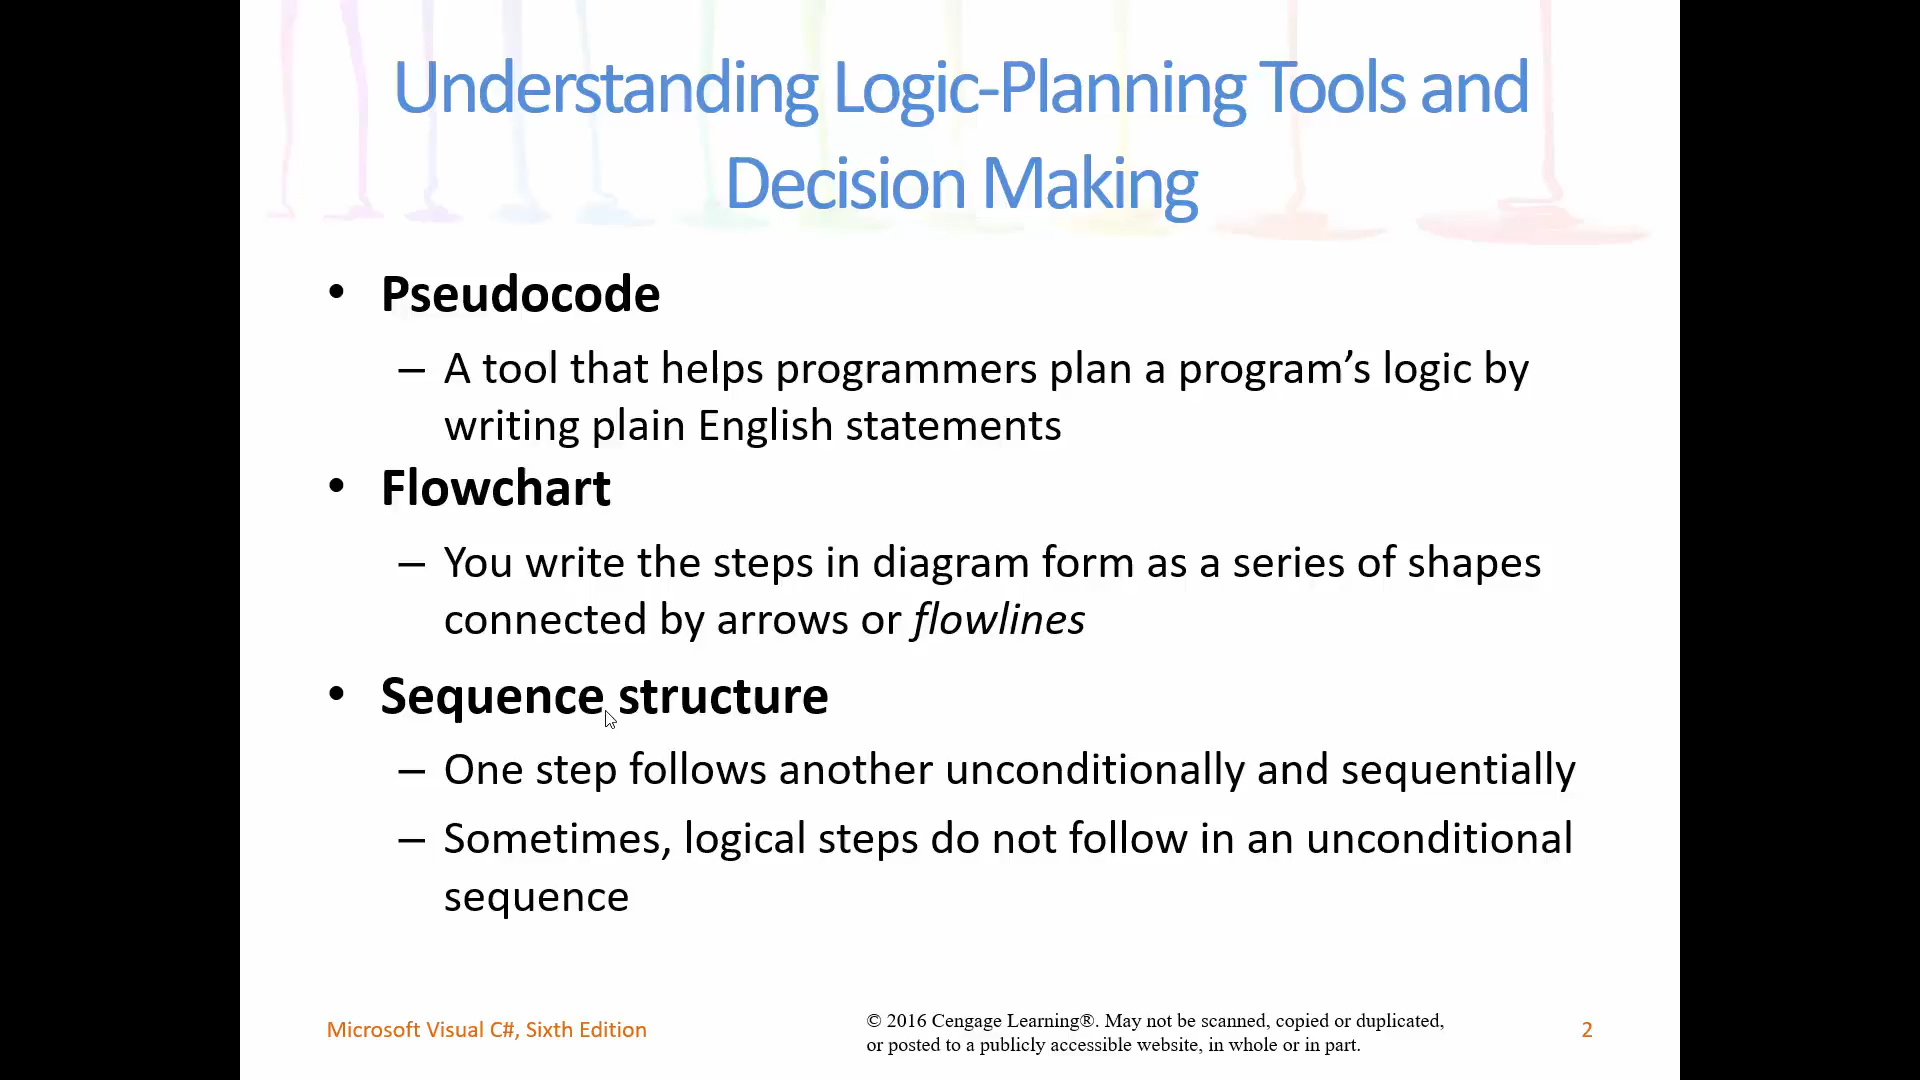 Understanding Logic-Planning Tools and
Decision Making
• Pseudocode
– A tool that helps programmers plan a program’s logic by
writing plain English statements
• Flowchart
– You write the steps in diagram form as a series of shapes
connected by arrows or flowlines
• Sequence structure
– One step follows another unconditionally and sequentially
– Sometimes, logical steps do not follow in an unconditional
sequence
Microsoft Visual C#, Sixth Edition
© 2016 Cengage Learning®. May not be scanned, copied or duplicated,
or posted to a publicly accessible website, in whole or in part.
2